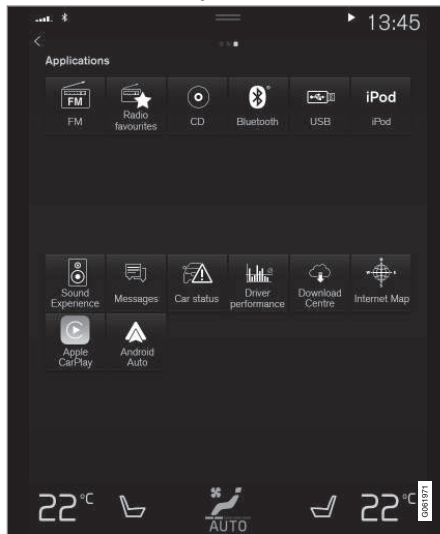 13:45
Applications
FM
iPod
FM
Radio
favourites
CD
Bluetooth
USB
iPod
Sound
Experience
Messages
Car status
Driver
performance
Download
Centre
Internet Map
Apple
CarPlay
Android
Auto
22°C
AUTO
22°C
G061971